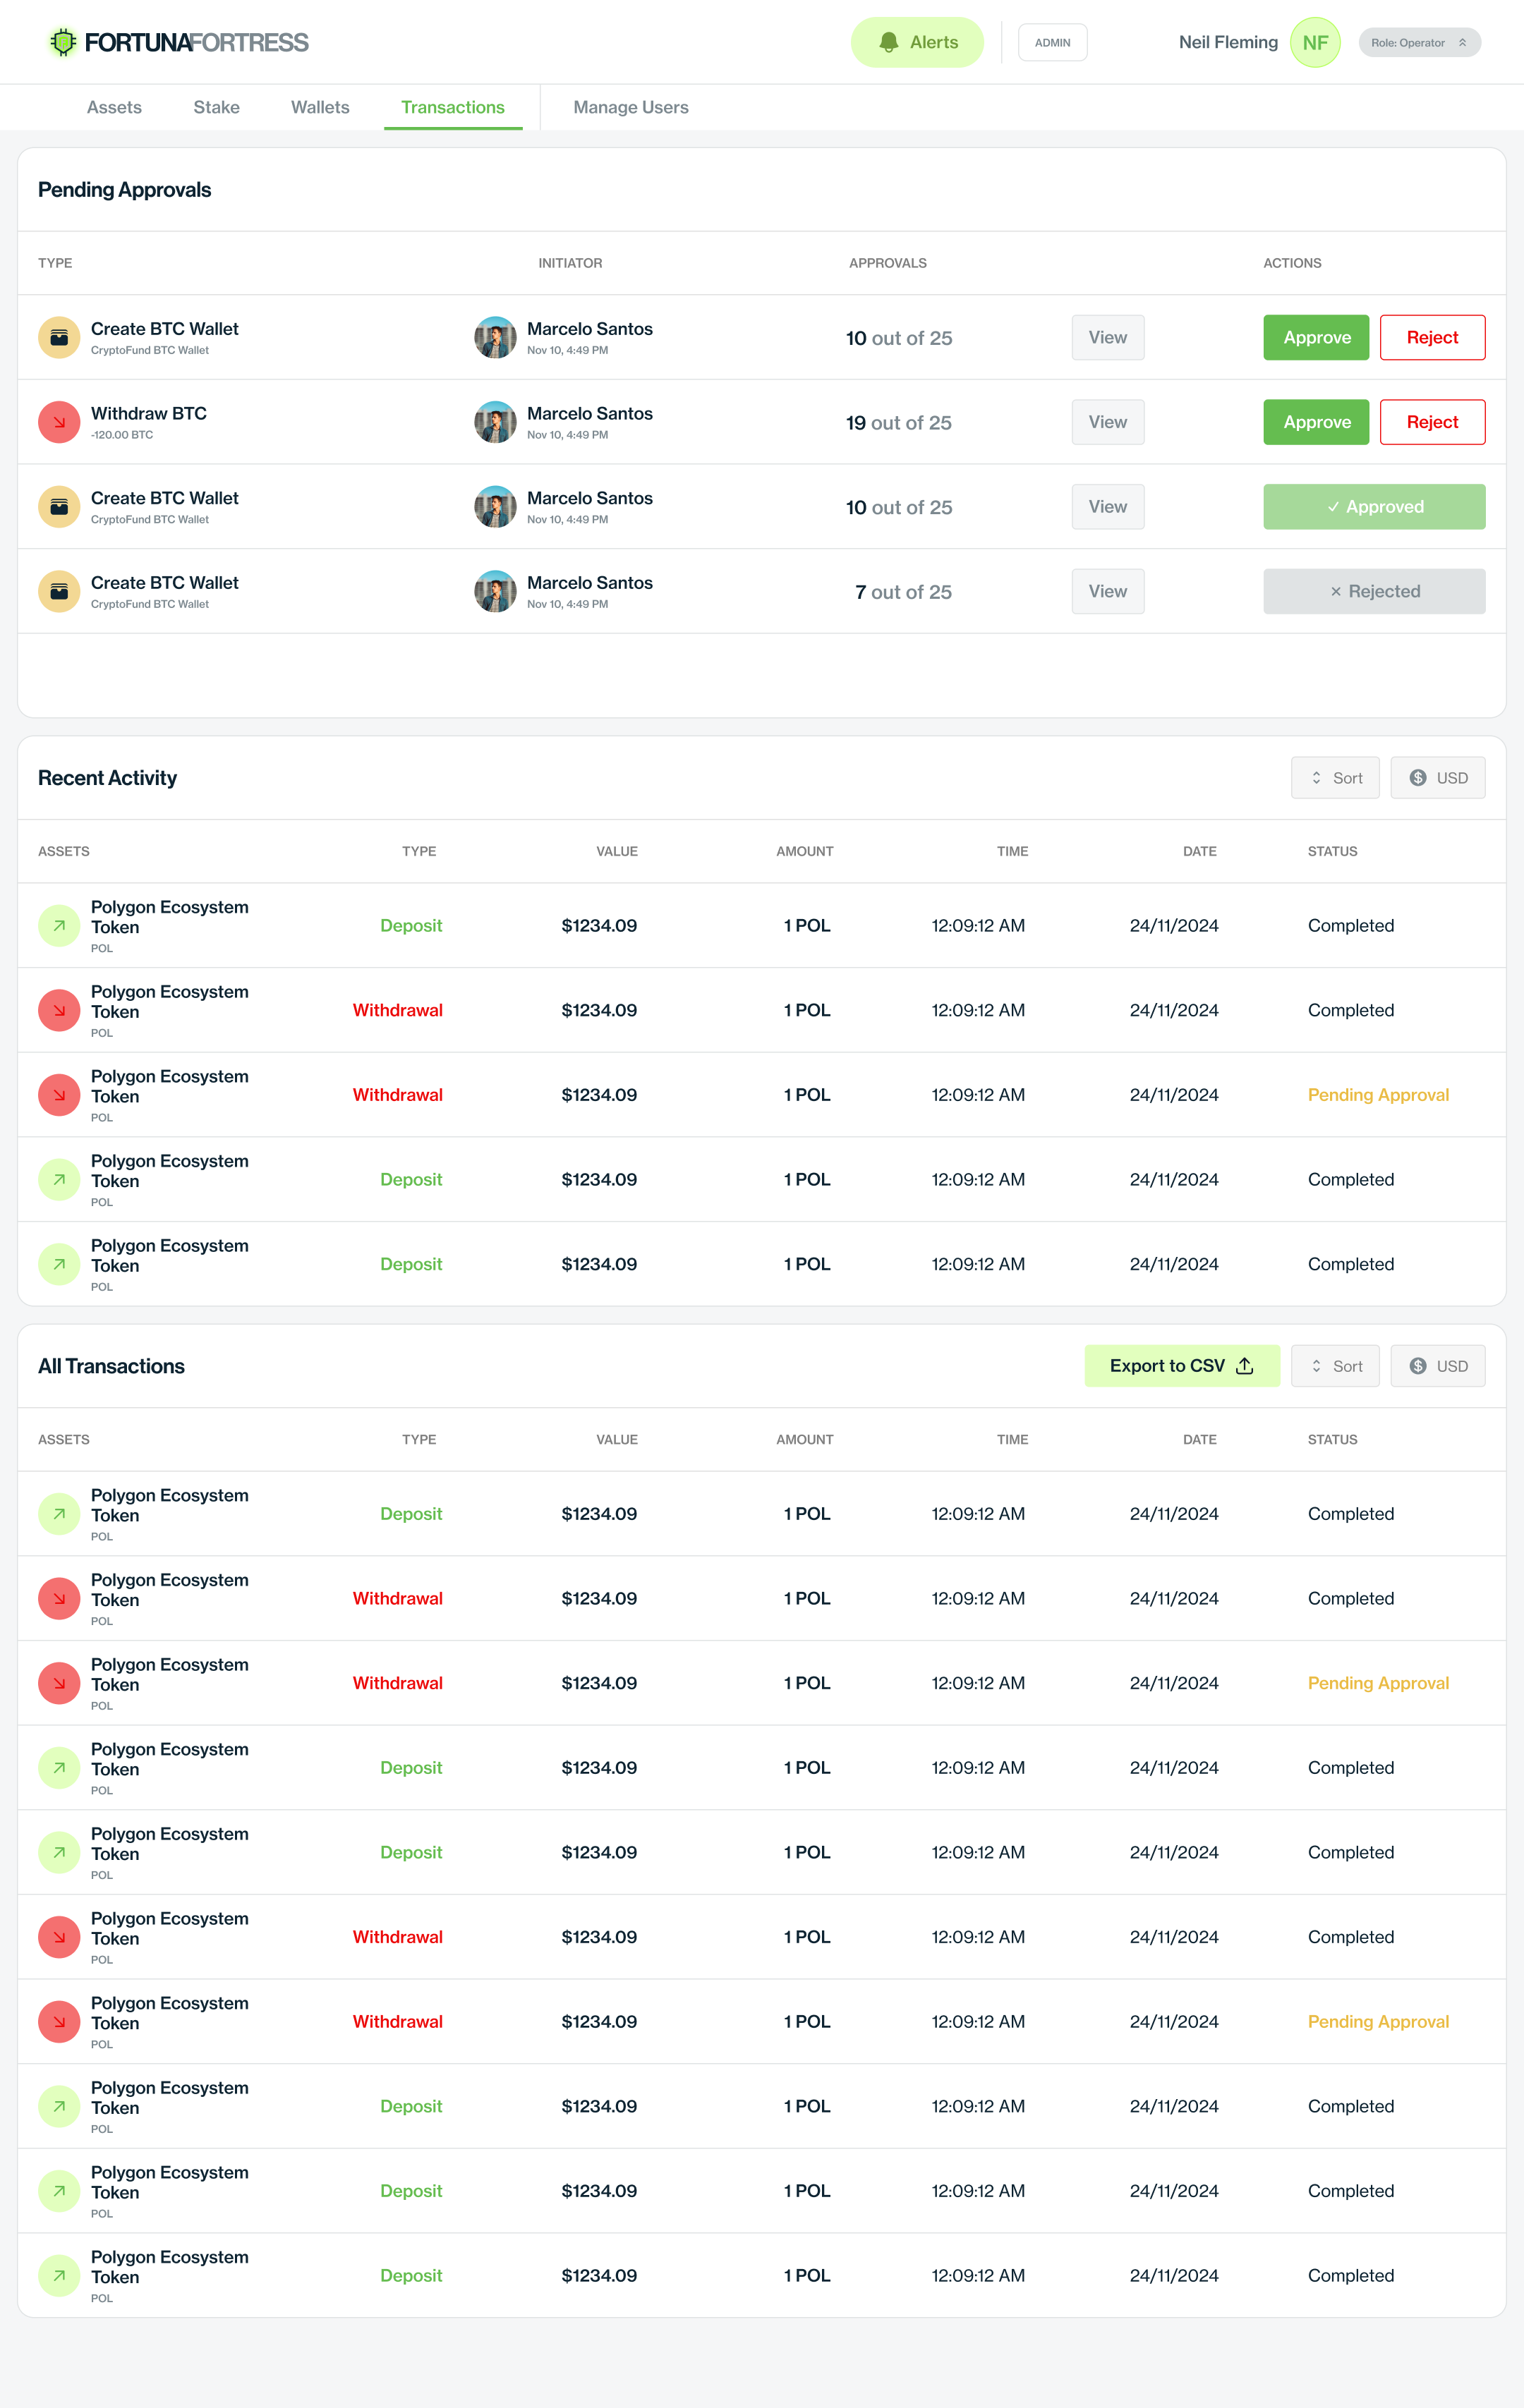 FORTUNAFORTRESS
Alerts
ADMIN
Neil Fleming
NF
Role: Operator
Assets
Stake
Wallets
Transactions
Manage Users
Pending Approvals
TYPE INITIATOR APPROVALS ACTIONS
Create BTC Wallet
CryptoFund BTC Wallet
Marcelo Santos
Nov 10, 4:49 PM
10 out of 25
View
Approve
Reject
Withdraw BTC
-120.00 BTC
Marcelo Santos
Nov 10, 4:49 PM
19 out of 25
View
Approve
Reject
Create BTC Wallet
CryptoFund BTC Wallet
Marcelo Santos
Nov 10, 4:49 PM
10 out of 25
View
Approved
Create BTC Wallet
CryptoFund BTC Wallet
Marcelo Santos
Nov 10, 4:49 PM
7 out of 25
View
Rejected
Recent Activity
Sort
USD
ASSETS TYPE VALUE AMOUNT TIME DATE STATUS
Polygon Ecosystem
Token
POL
Deposit $1234.09 1 POL 12:09:12 AM 24/11/2024 Completed
Polygon Ecosystem
Token
POL
Withdrawal $1234.09 1 POL 12:09:12 AM 24/11/2024 Completed
Polygon Ecosystem
Token
POL
Withdrawal $1234.09 1 POL 12:09:12 AM 24/11/2024 Pending Approval
Polygon Ecosystem
Token
POL
Deposit $1234.09 1 POL 12:09:12 AM 24/11/2024 Completed
Polygon Ecosystem
Token
POL
Deposit $1234.09 1 POL 12:09:12 AM 24/11/2024 Completed
All Transactions
Export to CSV
Sort
USD
ASSETS TYPE VALUE AMOUNT TIME DATE STATUS
Polygon Ecosystem
Token
POL
Deposit $1234.09 1 POL 12:09:12 AM 24/11/2024 Completed
Polygon Ecosystem
Token
POL
Withdrawal $1234.09 1 POL 12:09:12 AM 24/11/2024 Completed
Polygon Ecosystem
Token
POL
Withdrawal $1234.09 1 POL 12:09:12 AM 24/11/2024 Pending Approval
Polygon Ecosystem
Token
POL
Deposit $1234.09 1 POL 12:09:12 AM 24/11/2024 Completed
Polygon Ecosystem
Token
POL
Deposit $1234.09 1 POL 12:09:12 AM 24/11/2024 Completed
Polygon Ecosystem
Token
POL
Withdrawal $1234.09 1 POL 12:09:12 AM 24/11/2024 Completed
Polygon Ecosystem
Token
POL
Withdrawal $1234.09 1 POL 12:09:12 AM 24/11/2024 Pending Approval
Polygon Ecosystem
Token
POL
Deposit $1234.09 1 POL 12:09:12 AM 24/11/2024 Completed
Polygon Ecosystem
Token
POL
Deposit $1234.09 1 POL 12:09:12 AM 24/11/2024 Completed
Polygon Ecosystem
Token
POL
Deposit $1234.09 1 POL 12:09:12 AM 24/11/2024 Completed